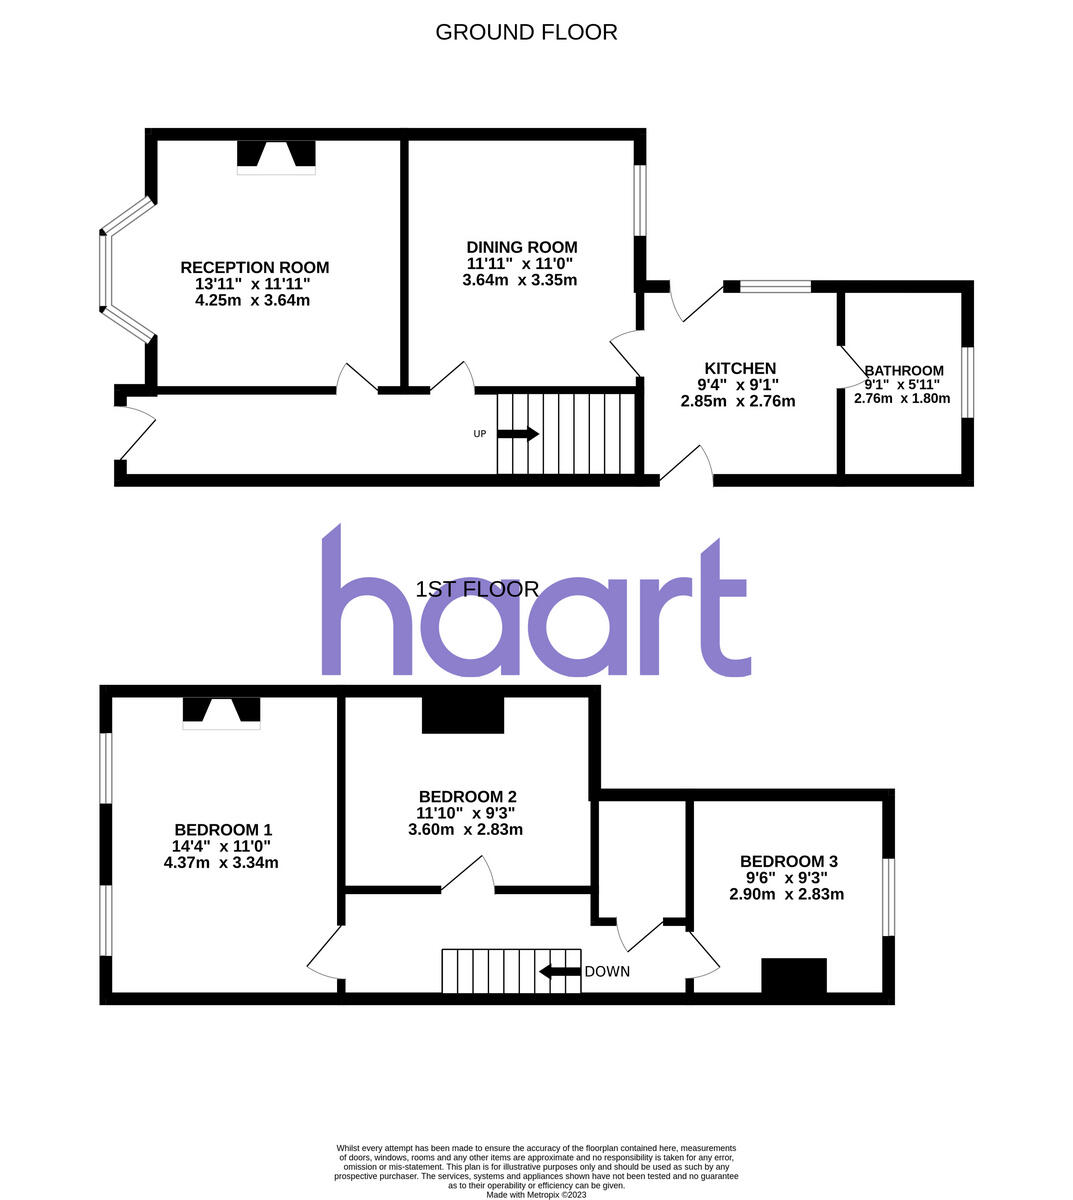 GROUND FLOOR
RECEPTION ROOM
13'11" x 11'11"
4.25m x 3.64m
DINING ROOM
11'11" x 11'0"
3.64m x 3.35m
KITCHEN
9'4" x 9'1"
2.85m x 2.76m
BATHROOM
9'1" x 5'11"
2.76m x 1.80m
UP
haart
1ST FLOOR
BEDROOM 1
14'4" x 11'0"
4.37m x 3.34m
BEDROOM 2
11'10" x 9'3"
3.60m x 2.83m
BEDROOM 3
9'6" x 9'3"
2.90m x 2.83m
DOWN
Whilst every attempt has been made to ensure the accuracy of the floorplan contained here, measurements
of doors, windows, rooms and any other items are approximate and no responsibility is taken for any error,
omission or mis-statement. This plan is for illustrative purposes only and should be used as such by any
prospective purchaser. The services, systems and appliances shown have not been tested and no guarantee
as to their operability or efficiency can be given.
Made with Metropix ©2023